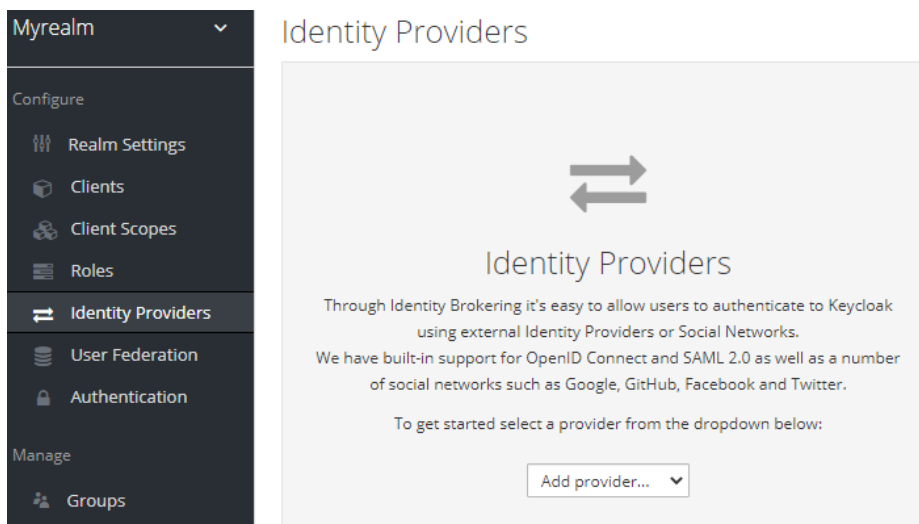 Myrealm
Configure
Realm Settings
Clients
Client Scopes
Roles
Identity Providers
User Federation
Authentication
Manage
Groups
Identity Providers
Identity Providers
Through Identity Brokering it's easy to allow users to authenticate to Keycloak
using external Identity Providers or Social Networks.
We have built-in support for OpenID Connect and SAML 2.0 as well as a number
of social networks such as Google, GitHub, Facebook and Twitter.
To get started select a provider from the dropdown below:
Add provider...